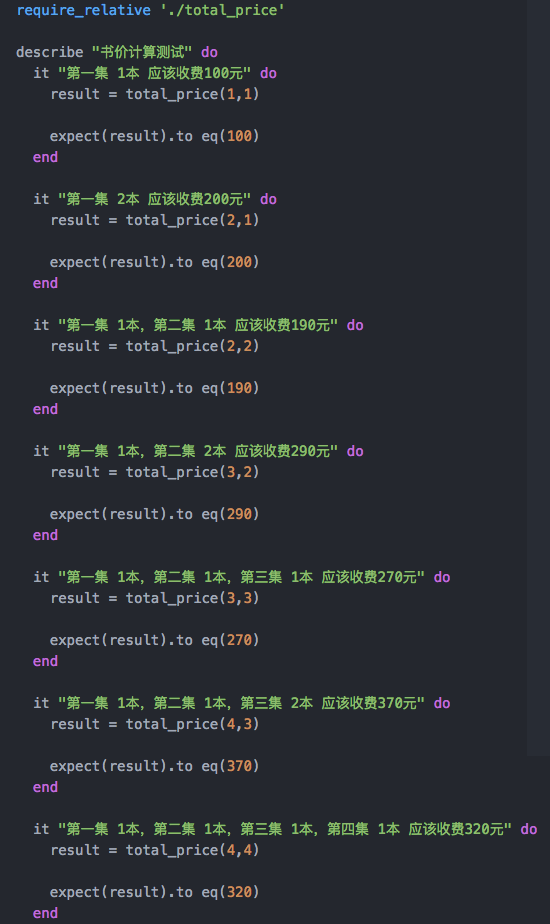 require_relative './total_price'
describe "书价计算测试" do
it "第一集 1本 应该收费100元" do
result = total_price(1,1)
expect(result).to eq(100)
end
it "第一集 2本 应该收费200元" do
result = total_price(2,1)
expect(result).to eq(200)
end
it "第一集 1本，第二集 1本 应该收费190元" do
result = total_price(2,2)
expect(result).to eq(190)
end
it "第一集 1本，第二集 2本 应该收费290元" do
result = total_price(3,2)
expect(result).to eq(290)
end
it "第一集 1本，第二集 1本，第三集 1本 应该收费270元" do
result = total_price(3,3)
expect(result).to eq(270)
end
it "第一集 1本，第二集 1本，第三集 2本 应该收费370元" do
result = total_price(4,3)
expect(result).to eq(370)
end
it "第一集 1本，第二集 1本，第三集 1本，第四集 1本 应该收费320元" do
result = total_price(4,4)
expect(result).to eq(320)
end